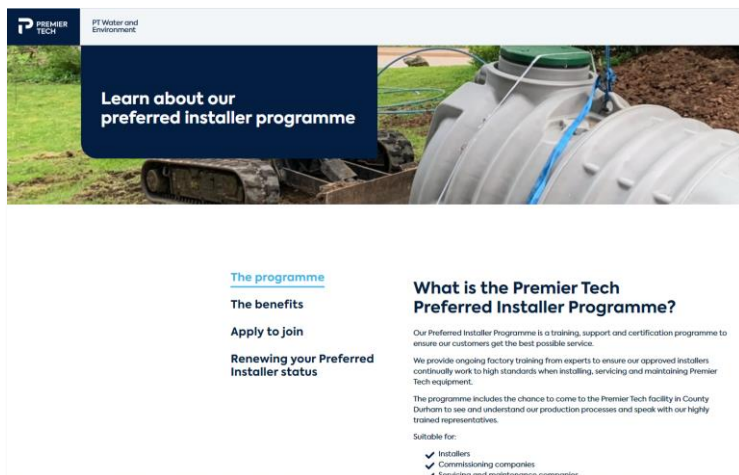 PREMIER
TECH
PT Water and
Environment
Learn about our
preferred installer programme
The programme
The benefits
Apply to join
Renewing your Preferred
Installer status
What is the Premier Tech
Preferred Installer Programme?
Our Preferred Installer Programme is a training, support and certification programme to
ensure our customers get the best possible service.
We provide ongoing factory training from experts to ensure our approved installers
continually work to high standards when installing, servicing and maintaining Premier
Tech equipment.
The programme includes the chance to come to the Premier Tech facility in County
Durham to see and understand our production processes and speak with our highly
trained representatives.
Suitable for:
Installers
Commissioning companies
Servicing and maintenance companies